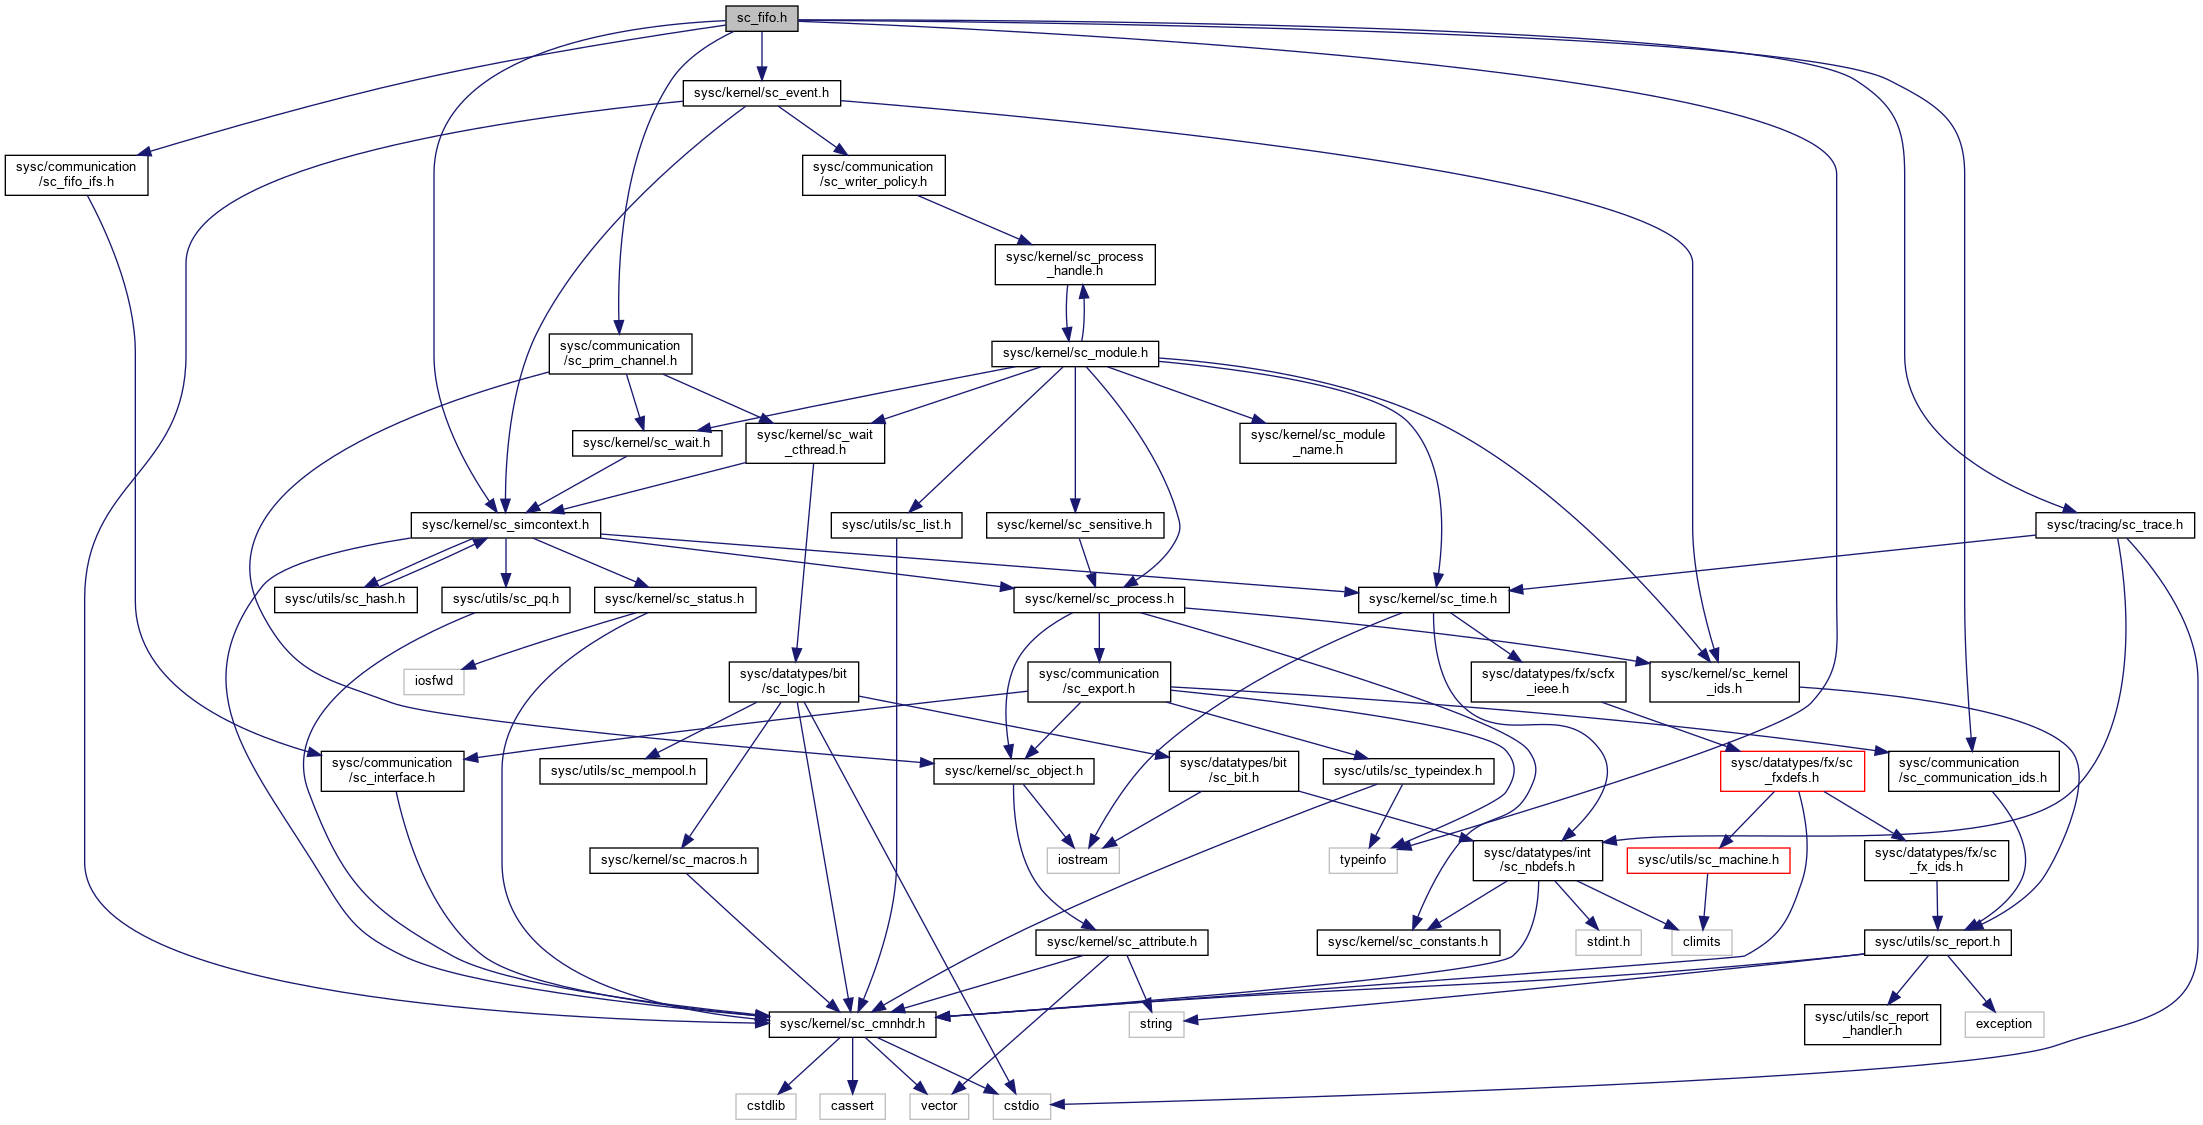 sc_fifo.h
sysc/kernel/sc_event.h
sysc/communication
/sc_fifo_ifs.h
sysc/communication
/sc_writer_policy.h
sysc/kernel/sc_process
_handle.h
sysc/communication
/sc_prim_channel.h
sysc/kernel/sc_module.h
sysc/kernel/sc_wait.h
sysc/kernel/sc_wait
_cthread.h
sysc/kernel/sc_module
_name.h
sysc/kernel/sc_simcontext.h
sysc/utils/sc_list.h
sysc/kernel/sc_sensitive.h
sysc/tracing/sc_trace.h
sysc/utils/sc_hash.h
sysc/utils/sc_pq.h
sysc/kernel/sc_status.h
sysc/kernel/sc_process.h
sysc/kernel/sc_time.h
iosfwd
sysc/datatypes/bit
/sc_logic.h
sysc/communication
/sc_export.h
sysc/datatypes/fx/scfx
_ieee.h
sysc/kernel/sc_kernel
_ids.h
sysc/communication
/sc_interface.h
sysc/utils/sc_mempool.h
sysc/kernel/sc_object.h
sysc/datatypes/bit
/sc_bit.h
sysc/utils/sc_typeindex.h
sysc/datatypes/fx/sc
_fxdefs.h
sysc/communication
/sc_communication_ids.h
sysc/kernel/sc_macros.h
iostream
typeinfo
sysc/datatypes/int
/sc_nbdefs.h
sysc/utils/sc_machine.h
sysc/datatypes/fx/sc
_fx_ids.h
sysc/kernel/sc_attribute.h
sysc/kernel/sc_constants.h
stdint.h
climits
sysc/utils/sc_report.h
sysc/kernel/sc_cmnhdr.h
string
sysc/utils/sc_report
_handler.h
exception
cstdlib
cassert
vector
cstdio